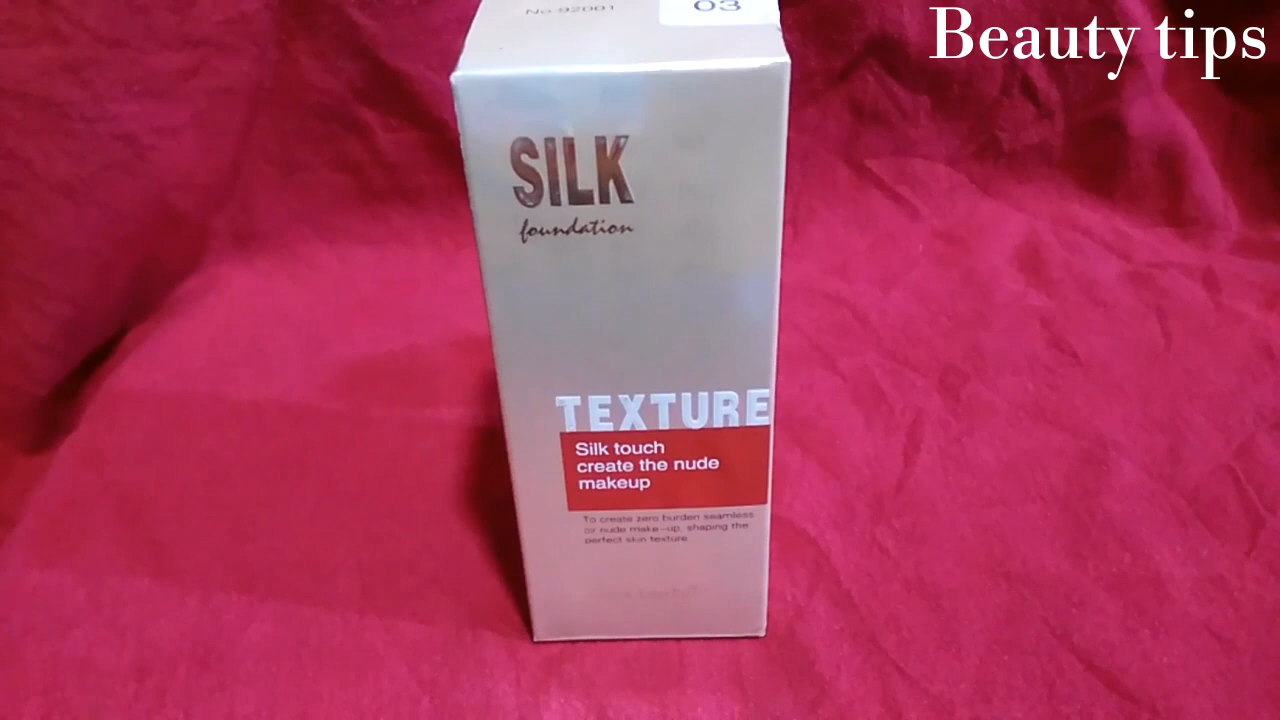 No.92001
03
Beauty tips
SILK
foundation
TEXTURE
Silk touch
create the nude
makeup
To create zero burden seamless
or nude make-up, shaping the
perfect skin texture